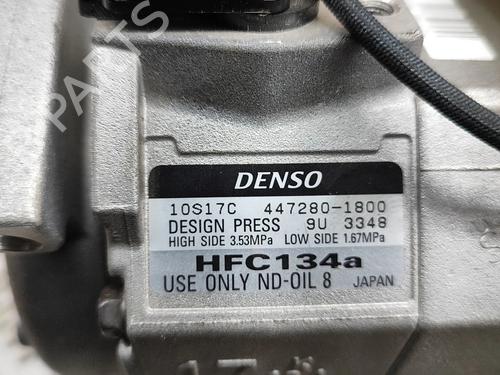 DENSO
10S17C 447280-1800
DESIGN PRESS 9U 3348
HIGH SIDE 3.53MPa LOW SIDE 1.67MPa
HFC134a
USE ONLY ND-OIL 8 JAPAN
17